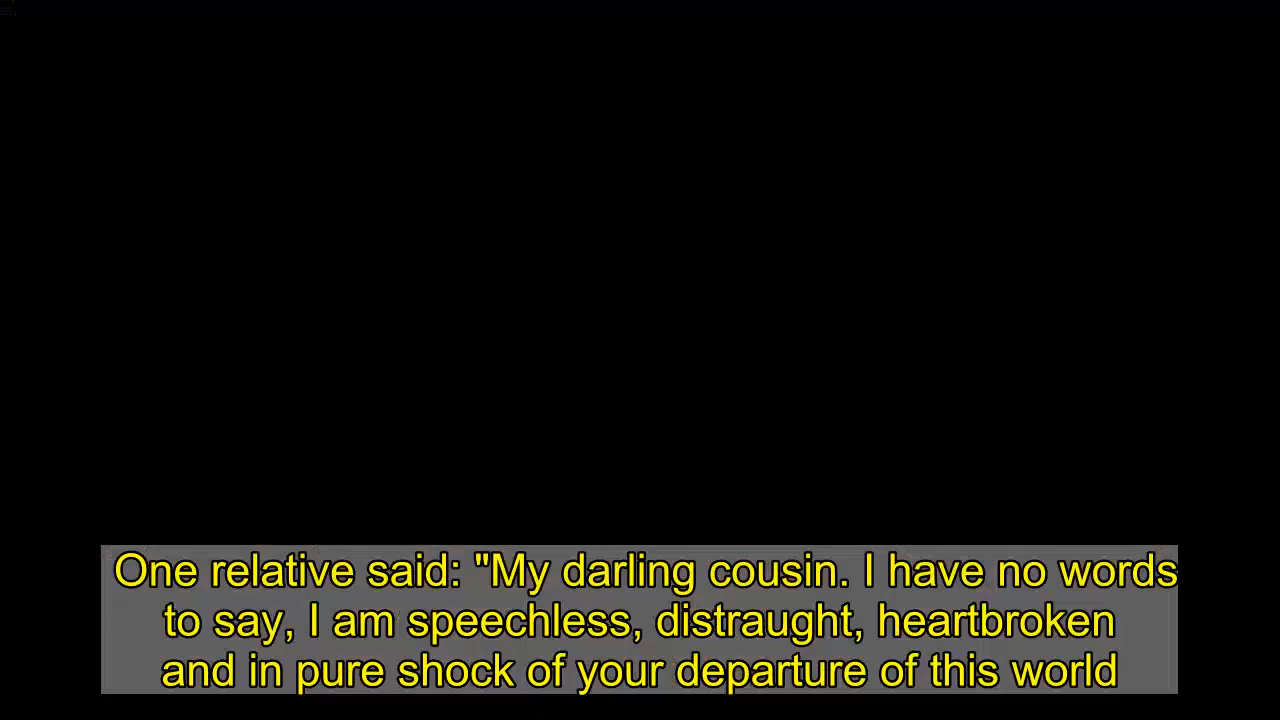 One relative said: "My darling cousin. I have no words
to say, I am speechless, distraught, heartbroken
and in pure shock of your departure of this world